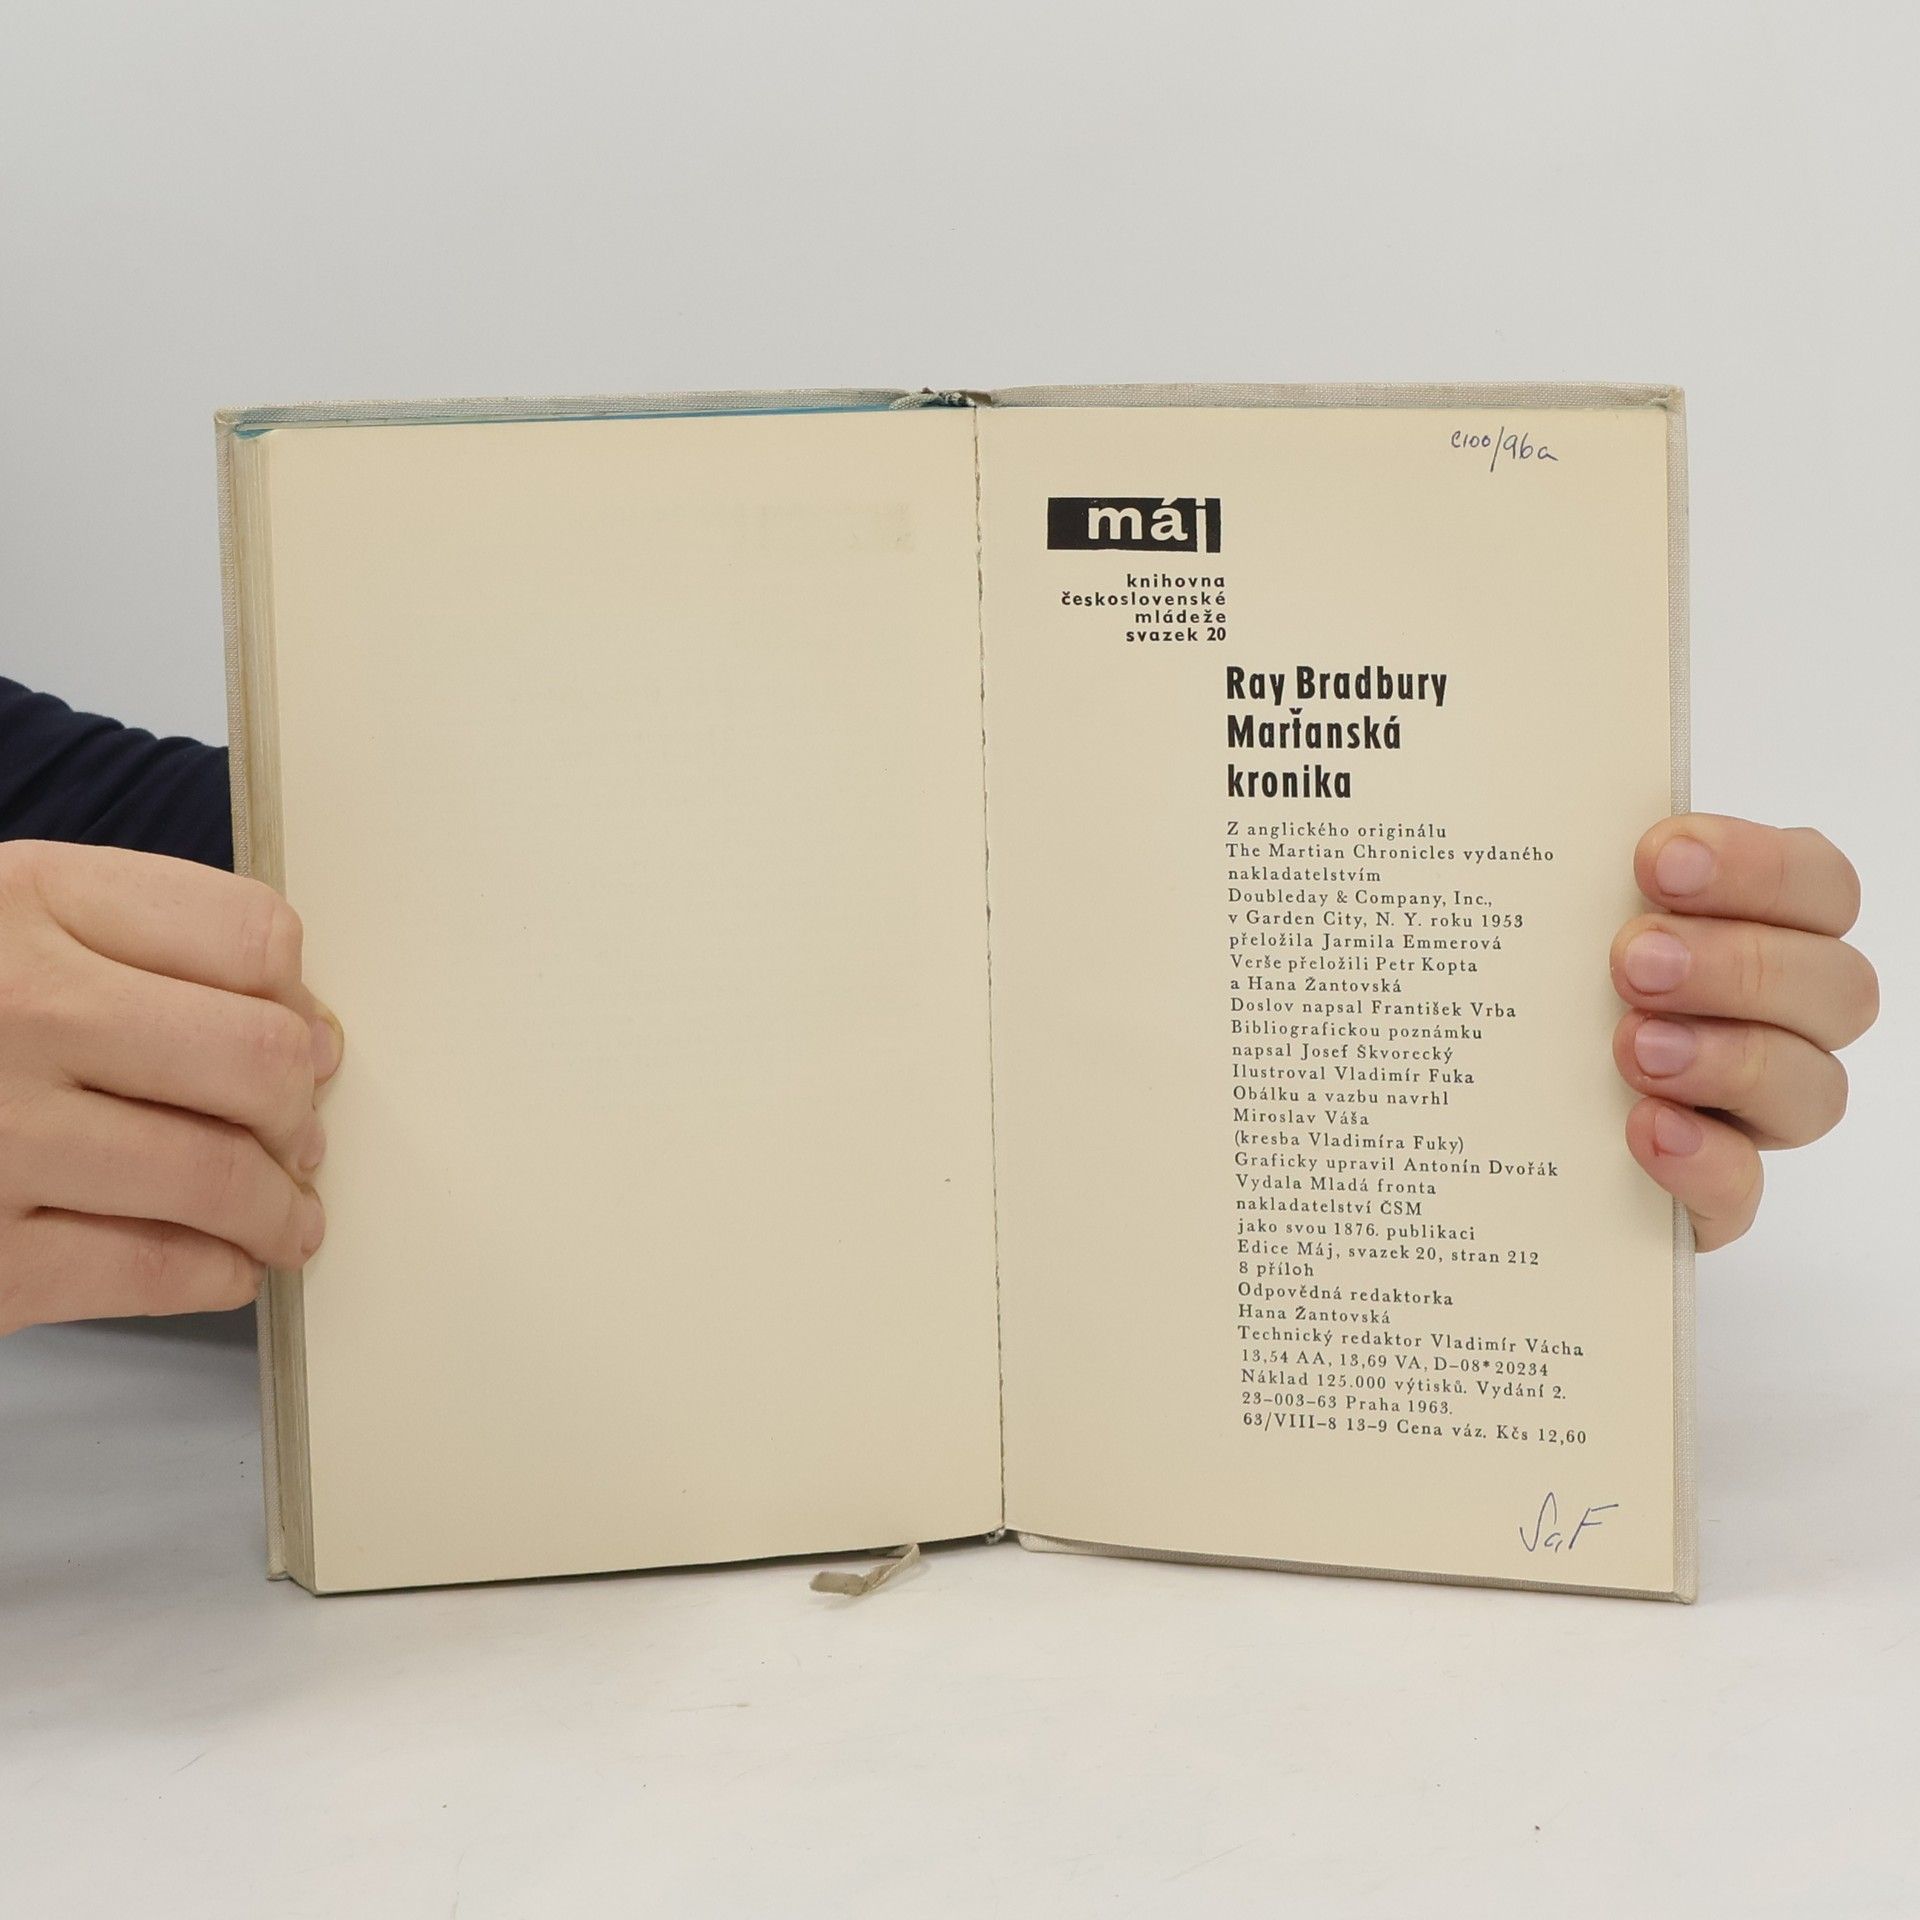 c100/96a
máj
knihovna
československé
mládeže
svazek 20
Ray Bradbury
Marťanská
kronika
Z anglického originálu
The Martian Chronicles vydaného
nakladatelstvím
Doubleday & Company, Inc.,
v Garden City, N. Y. roku 1953
přeložila Jarmila Emmerová
Verše přeložili Petr Kopta
a Hana Žantovská
Doslov napsal František Vrba
Bibliografickou poznámku
napsal Josef Škvorecký
Ilustroval Vladimír Fuka
Obálku a vazbu navrhl
Miroslav Váša
(kresba Vladimíra Fuky)
Graficky upravil Antonín Dvořák
Vydala Mladá fronta
nakladatelství ČSM
jako svou 1876. publikaci
Edice Máj, svazek 20, stran 212
8 příloh
Odpovědná redaktorka
Hana Žantovská
Technický redaktor Vladimír Vácha
13,54 AA, 13,69 VA, D–08*20234
Náklad 125.000 výtisků. Vydání 2.
23–003–63 Praha 1963.
63/VIII–8 13–9 Cena váz. Kčs 12,60